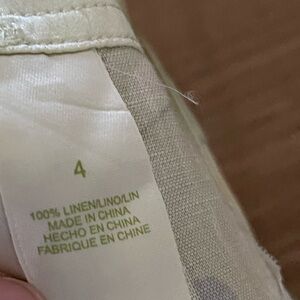 4
100% LINEN/LINO/LIN
MADE IN CHINA
HECHO EN CHINA
FABRIQUE EN CHINE